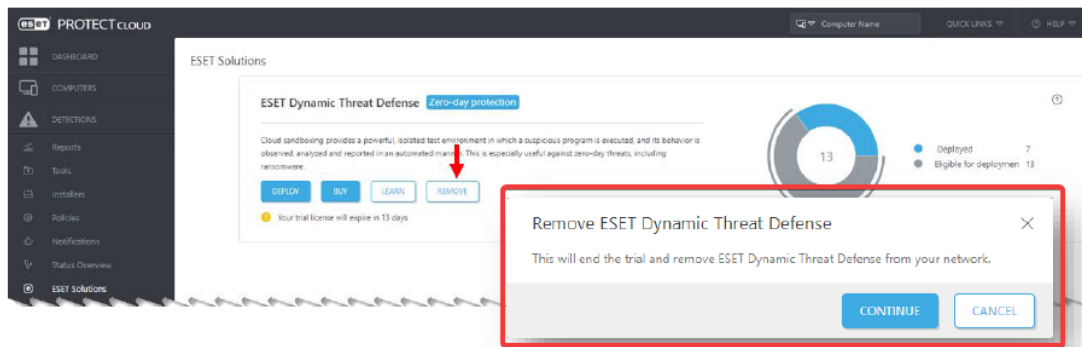 eset PROTECT CLOUD
Computer Name
QUICK LINKS
HELP
DASHBOARD
COMPUTERS
DETECTIONS
Reports
Tasks
Installers
Policies
Notifications
Status Overview
ESET Solutions
ESET Solutions
ESET Dynamic Threat Defense Zero-day protection
Cloud sandboxing provides a powerful, isolated test environment in which a suspicious program is executed, and its behavior is
observed, analyzed and reported in an automated manner. This is especially useful against zero-day threats, including
ransomware.
DEPLOY BUY LEARN REMOVE
Your trial license will expire in 13 days
13
Deployed 7
Eligible for deploymen 13
Remove ESET Dynamic Threat Defense
This will end the trial and remove ESET Dynamic Threat Defense from your network.
CONTINUE CANCEL